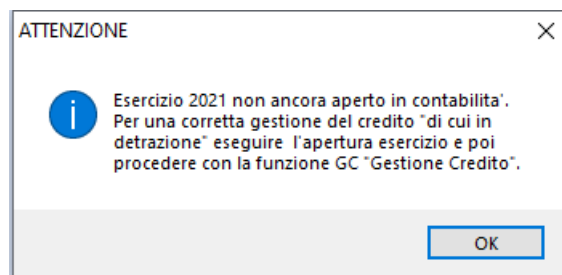 ATTENZIONE
Esercizio 2021 non ancora aperto in contabilita'.
Per una corretta gestione del credito "di cui in
detrazione" eseguire  l'apertura esercizio e poi
procedere con la funzione GC "Gestione Credito".
OK